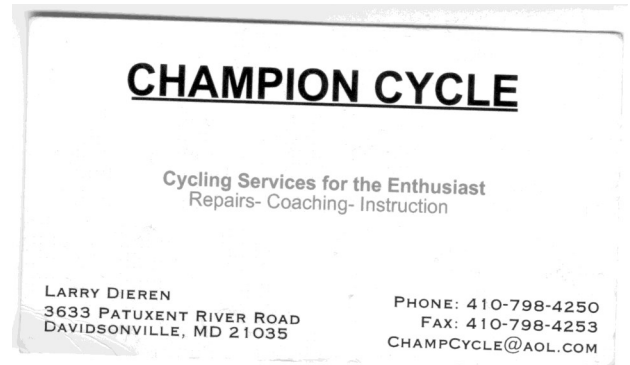 CHAMPION CYCLE
Cycling Services for the Enthusiast
Repairs- Coaching- Instruction
LARRY DIEREN
3633 PATUXENT RIVER ROAD
DAVIDSONVILLE, MD 21035
PHONE: 410-798-4250
FAX: 410-798-4253
CHAMPCYCLE@AOL.COM